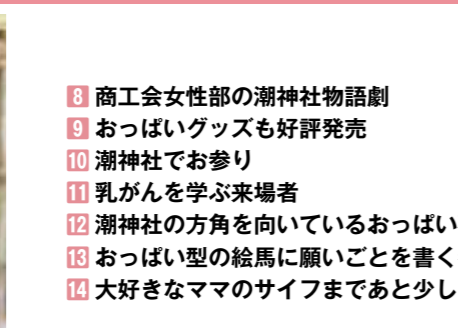 8 商工会女性部の潮神社物語劇
9 おっぱいグッズも好評発売
10 潮神社でお参り
11 乳がんを学ぶ来場者
12 潮神社の方角を向いているおっぱい
13 おっぱい型の絵馬に願いごとを書く
14 大好きなママのサイフまであと少し